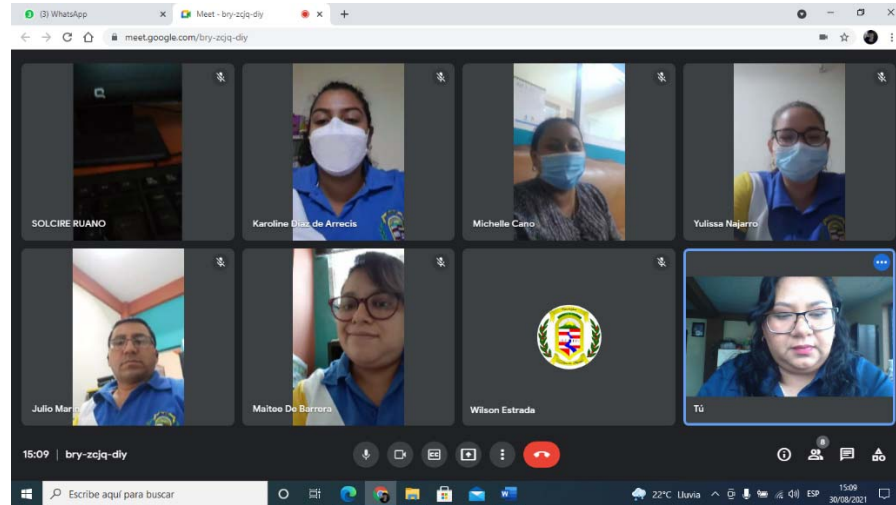 (3) WhatsApp
Meet - bry-zcjq-diy
meet.google.com/bry-zcjq-diy
SOLCIRE RUANO
Karoline Diaz de Arrecis
Michelle Cano
Yulissa Najarro
Julio Marin
Maitee De Barrera
Wilson Estrada
Tú
15:09 | bry-zcjq-diy
8
Escribe aquí para buscar
22°C Lluvia
ESP
15:09
30/08/2021